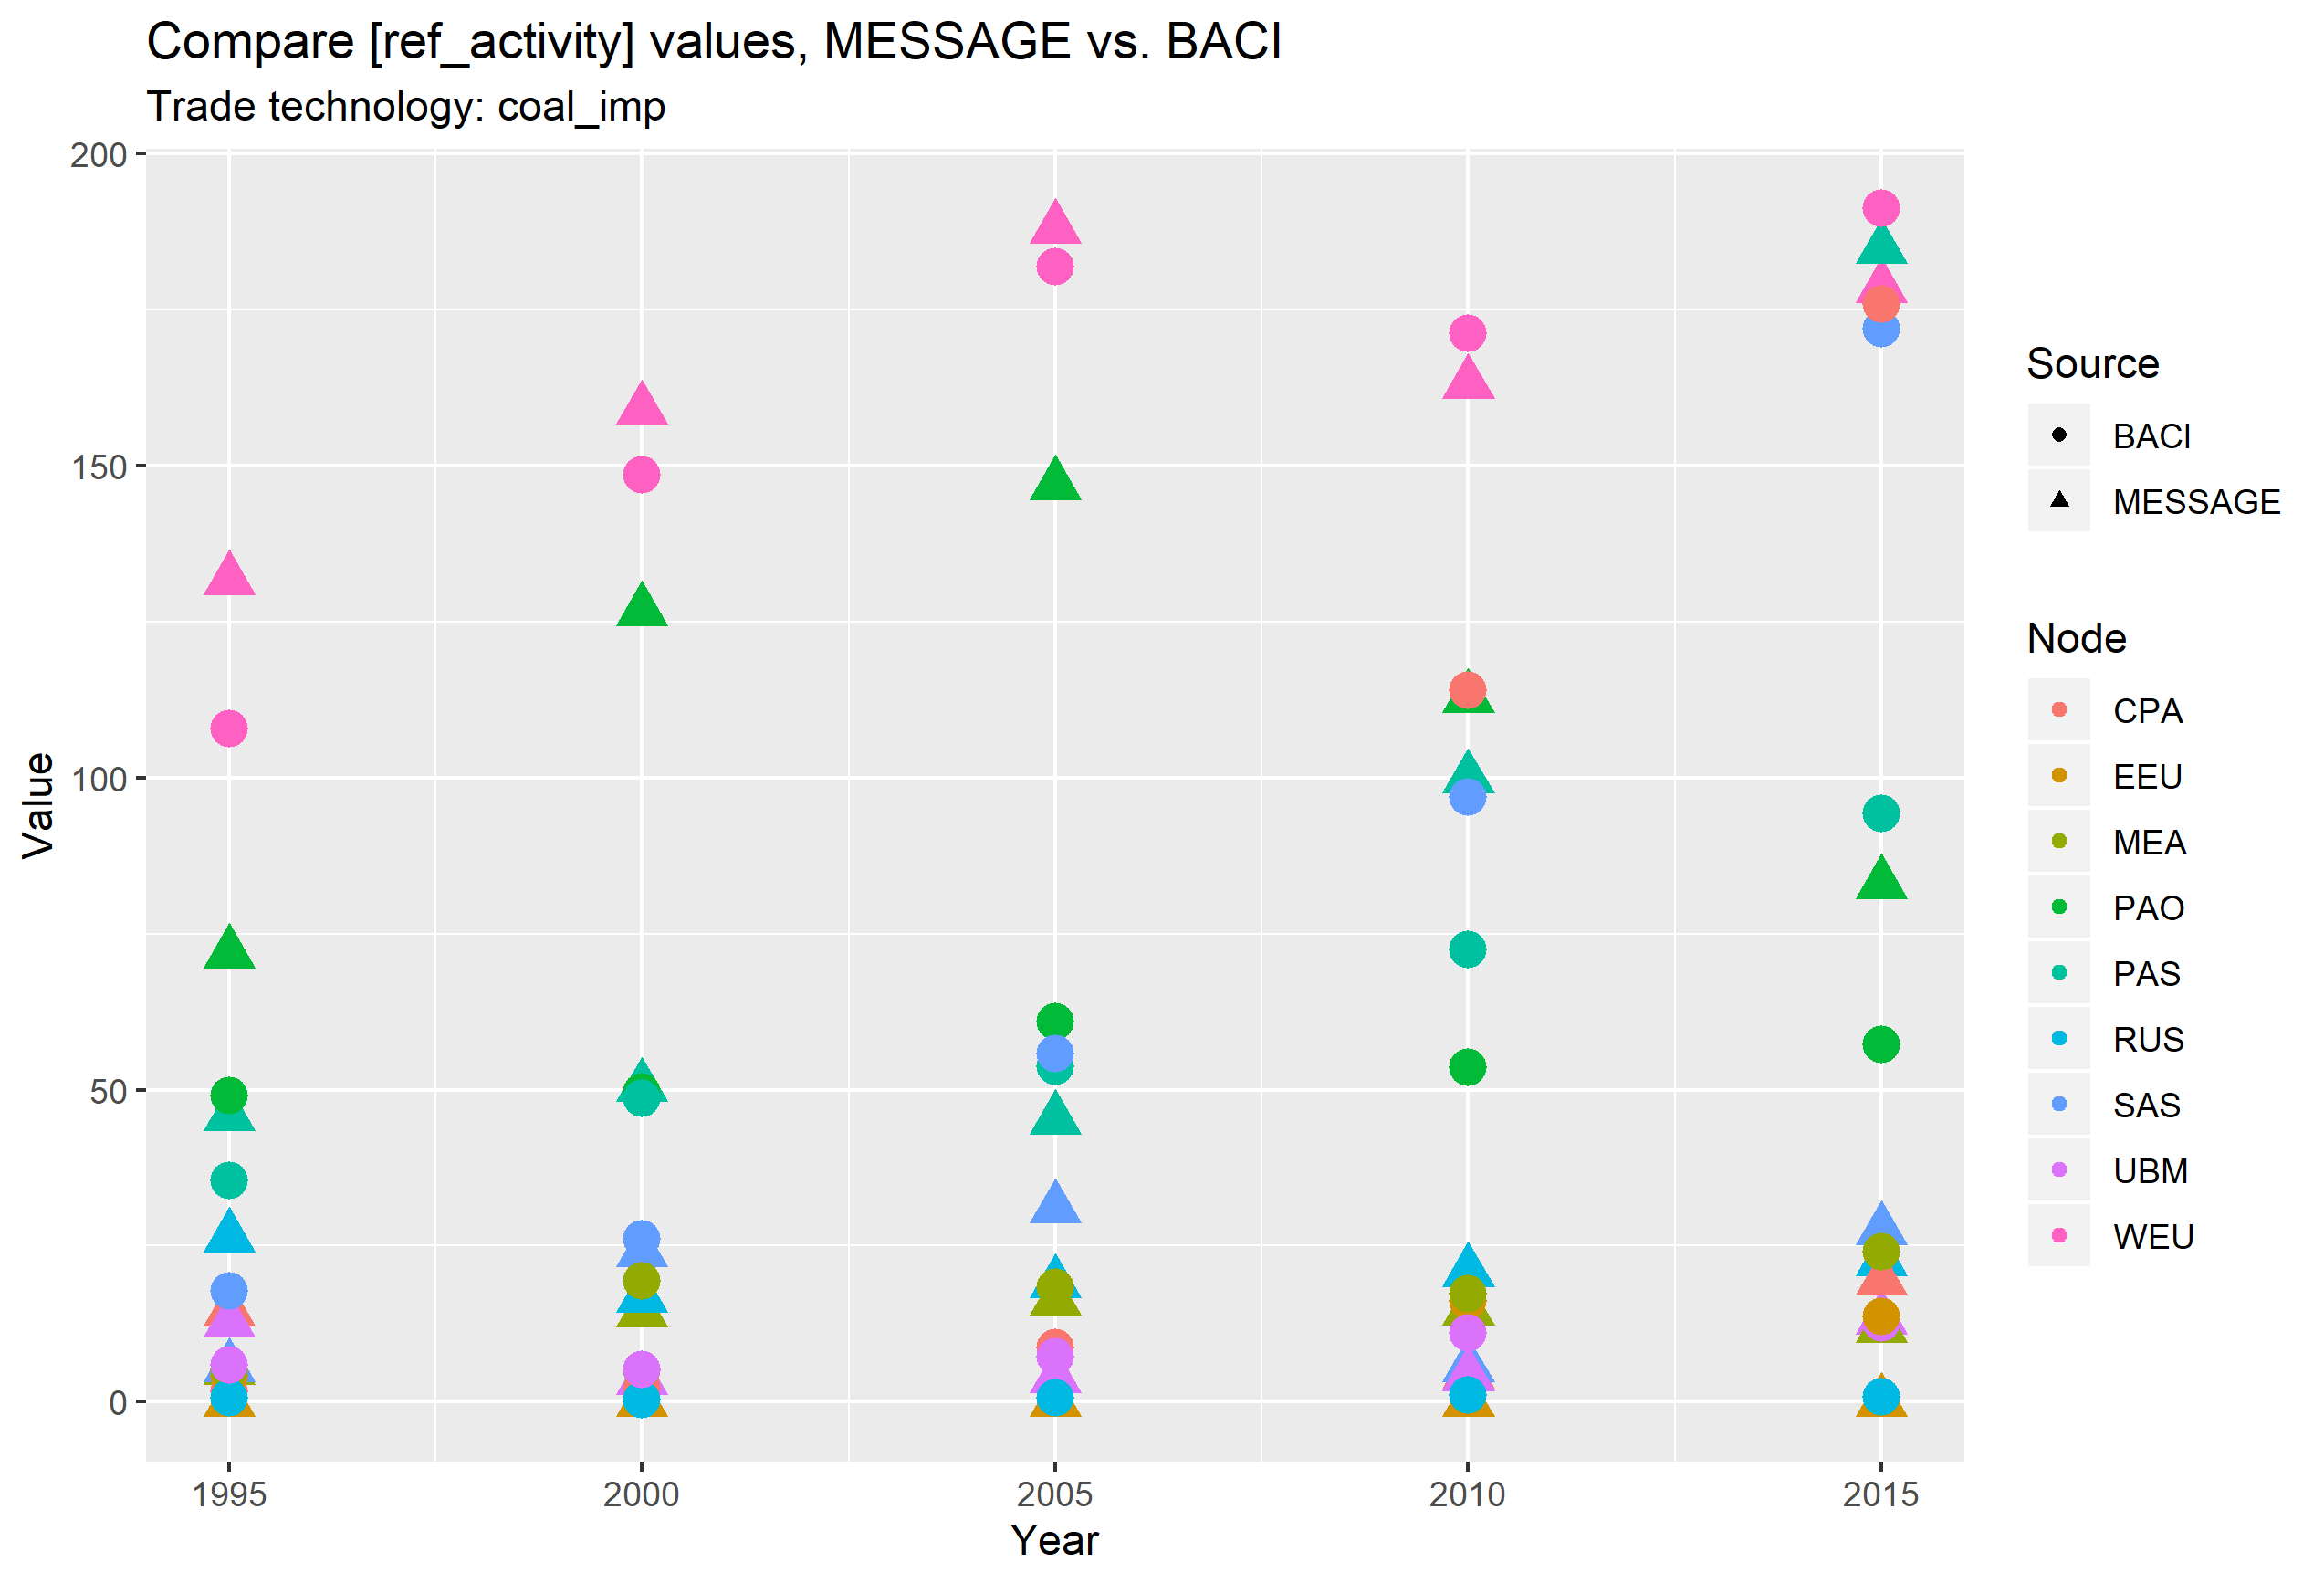 Compare [ref_activity] values, MESSAGE vs. BACI
Trade technology: coal_imp
200
150
100
50
0
Value
1995
2000
2005
2010
2015
Year
Source
BACI
MESSAGE
Node
CPA
EEU
MEA
PAO
PAS
RUS
SAS
UBM
WEU